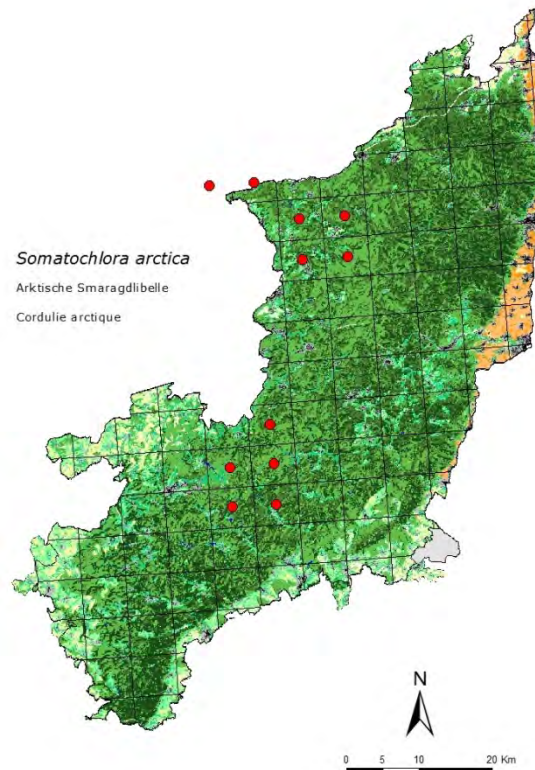 Somatochlora arctica
Arktische Smaragdlibelle
Cordulie arctique
N
0 5 10 20 Km